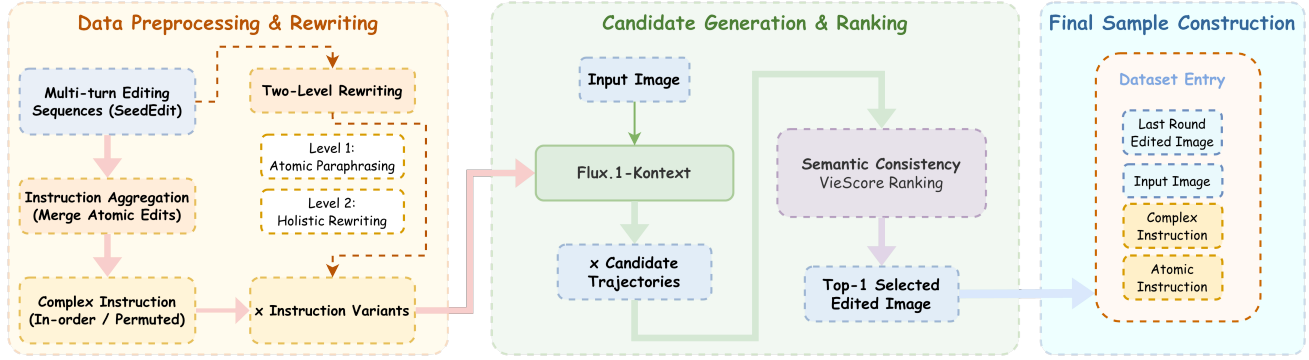 Data Preprocessing & Rewriting
Multi-turn Editing
Sequences (SeedEdit)
Two-Level Rewriting
Level 1:
Atomic Paraphrasing
Level 2:
Holistic Rewriting
Instruction Aggregation
(Merge Atomic Edits)
Complex Instruction
(In-order / Permuted)
x Instruction Variants
Candidate Generation & Ranking
Input Image
Flux.1-Kontext
x Candidate
Trajectories
Semantic Consistency
VieScore Ranking
Top-1 Selected
Edited Image
Final Sample Construction
Dataset Entry
Last Round
Edited Image
Input Image
Complex
Instruction
Atomic
Instruction